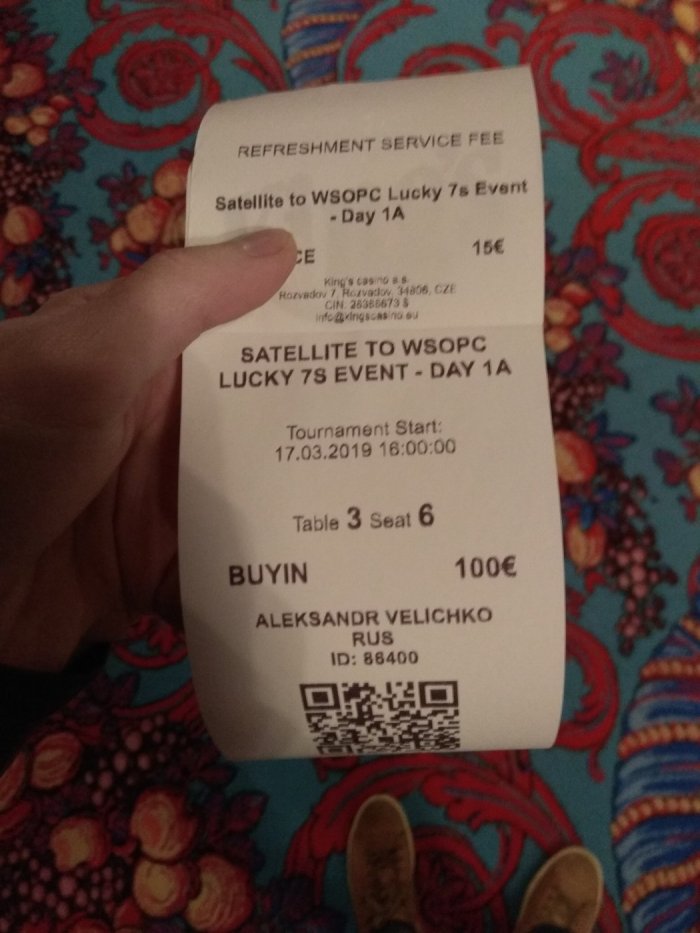 REFRESHMENT SERVICE FEE
Satellite to WSOPC Lucky 7s Event
- Day 1A
CE 15€
King's casino a.s.
Rozvadov 7, Rozvadov, 34806, CZE
info@kingscasino.eu
SATELLITE TO WSOPC
LUCKY 7S EVENT - DAY 1A
Tournament Start:
17.03.2019 16:00:00
Table 3 Seat 6
BUYIN 100€
ALEKSANDR VELICHKO
RUS
ID: 86400